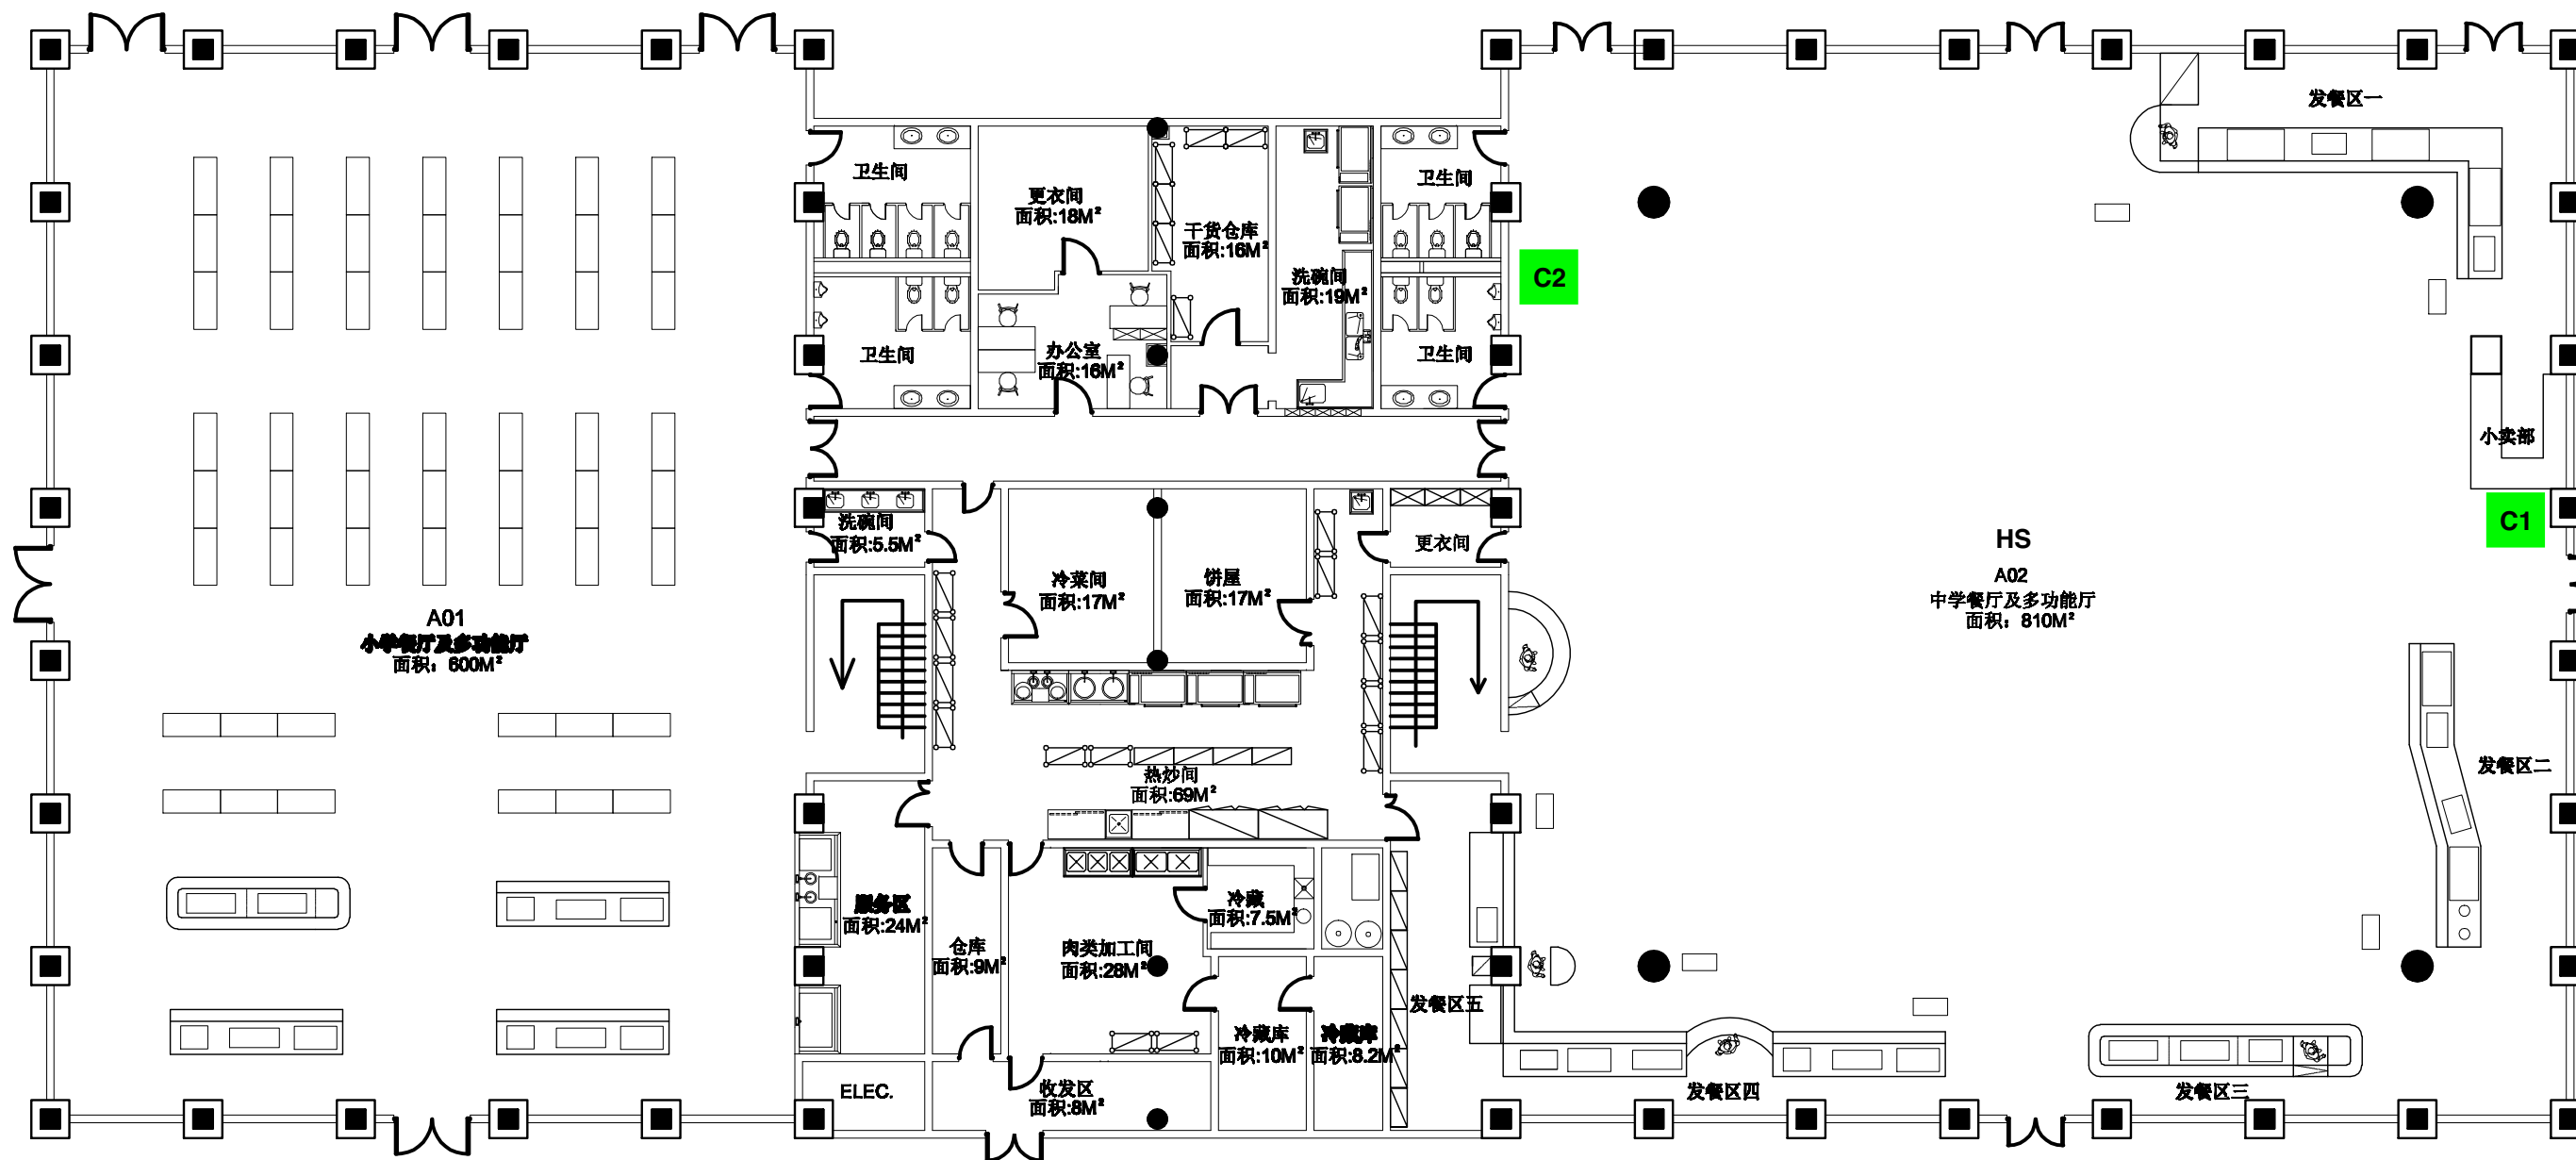 发餐区一
卫生间
更衣间
面积:18M²
干货仓库
面积:16M²
卫生间
洗碗间
面积:19M²
C2
卫生间
办公室
面积:16M²
卫生间
小卖部
C1
洗碗间
面积:5.5M²
更衣间
冷菜间
面积:17M²
饼屋
面积:17M²
HS
A02
中学餐厅及多功能厅
面积：810M²
A01
小学餐厅及多功能厅
面积：600M²
发餐区二
热炒间
面积:69M²
服务区
面积:24M²
冷藏
面积:7.5M²
仓库
面积:9M²
肉类加工间
面积:28M²
发餐区五
冷藏库
面积:10M²
冷藏库
面积:8.2M²
ELEC.
收发区
面积:8M²
发餐区四
发餐区三